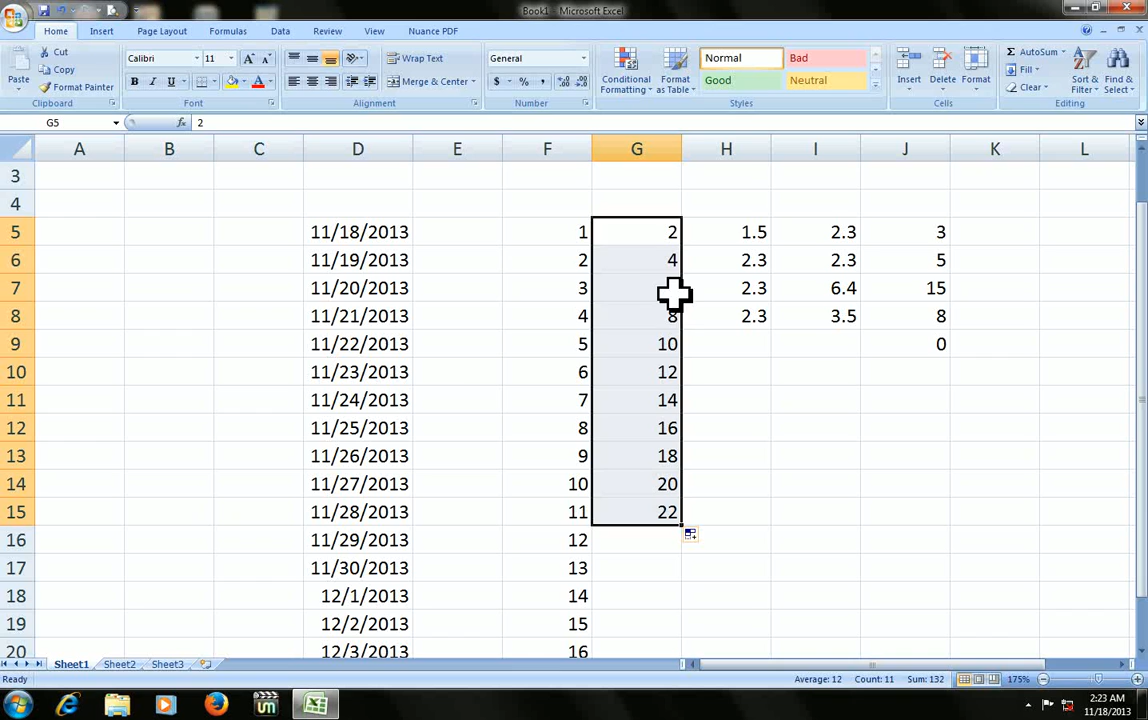 Book1 - Microsoft Excel
Home Insert Page Layout Formulas Data Review View Nuance PDF
Paste
Cut
Copy
Format Painter
Clipboard
Calibri 11
B I U
Font
Wrap Text
Merge & Center
Alignment
General
$ % ,
Number
Conditional Formatting
Format as Table
Normal Bad
Good Neutral
Styles
Insert Delete Format
Cells
AutoSum
Fill
Clear
Sort & Filter
Find & Select
Editing
G5 fx 2
A B C D E F G H I J K L
3
4
5 11/18/2013 1 2 1.5 2.3 3
6 11/19/2013 2 4 2.3 2.3 5
7 11/20/2013 3 2.3 6.4 15
8 11/21/2013 4 8 2.3 3.5 8
9 11/22/2013 5 10 0
10 11/23/2013 6 12
11 11/24/2013 7 14
12 11/25/2013 8 16
13 11/26/2013 9 18
14 11/27/2013 10 20
15 11/28/2013 11 22
16 11/29/2013 12
17 11/30/2013 13
18 12/1/2013 14
19 12/2/2013 15
20 12/3/2013 16
Sheet1 Sheet2 Sheet3
Ready Average: 12 Count: 11 Sum: 132 175%
um
2:23 AM
11/18/2013